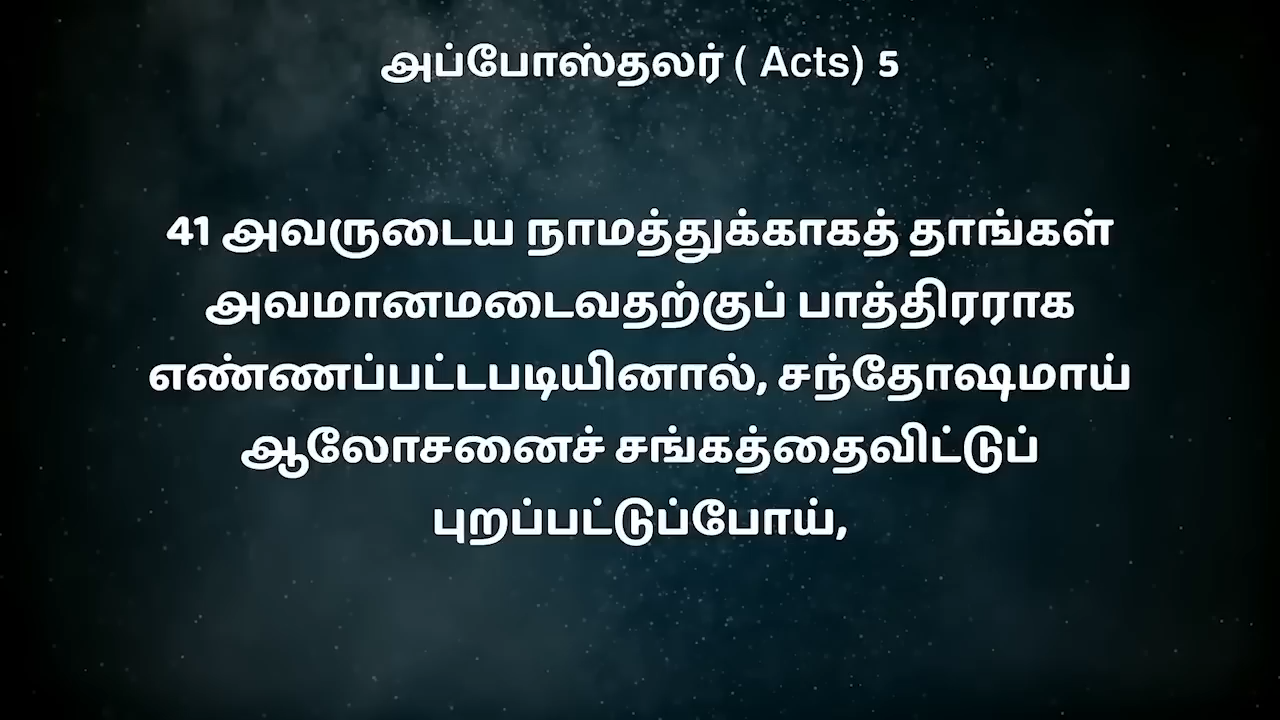 அப்போஸ்தலர் ( Acts) 5
41 அவருடைய நாமத்துக்காகத் தாங்கள்
அவமானமடைவதற்குப் பாத்திரராக
எண்ணப்பட்டபடியினால், சந்தோஷமாய்
ஆலோசனைச் சங்கத்தைவிட்டுப்
புறப்பட்டுப்போய்,